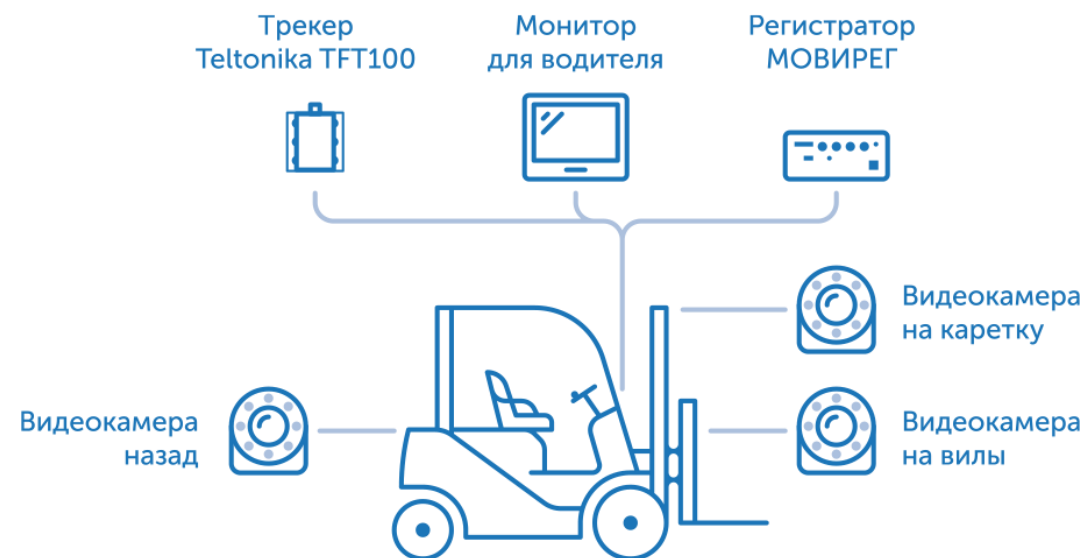 Трекер
Teltonika TFT100
Монитор
для водителя
Регистратор
МОВИРЕГ
Видеокамера
на каретку
Видеокамера
назад
Видеокамера
на вилы